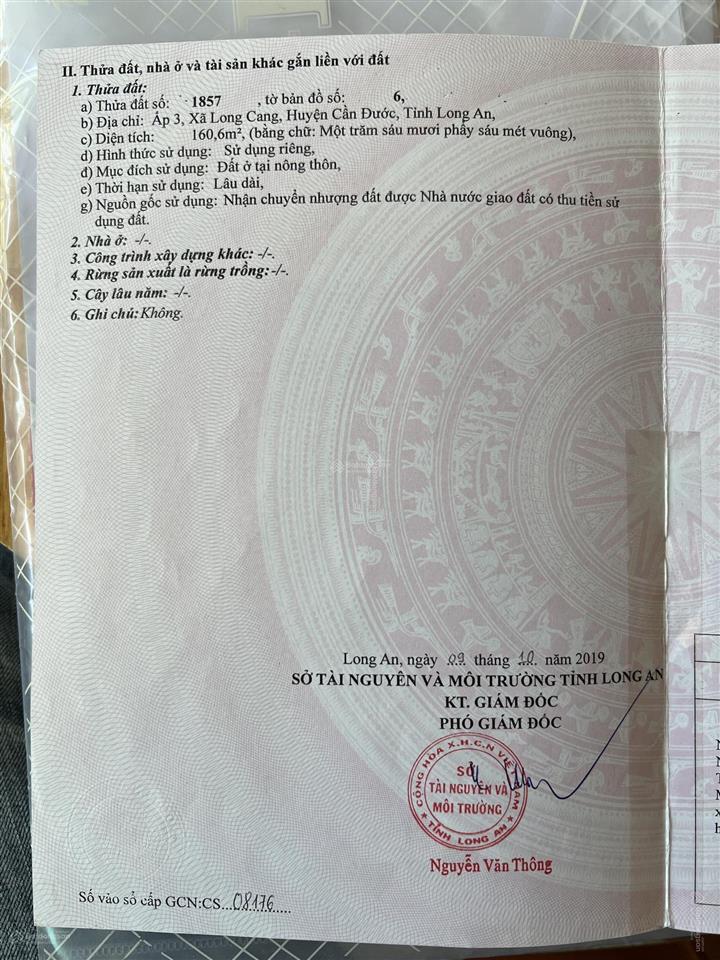 II. Thửa đất, nhà ở và tài sản khác gắn liền với đất
1. Thửa đất:
a) Thửa đất số: 1857 , tờ bản đồ số: 6,
b) Địa chỉ: Ấp 3, Xã Long Cang, Huyện Cần Đước, Tỉnh Long An,
c) Diện tích: 160,6m², (bằng chữ: Một trăm sáu mươi phẩy sáu mét vuông),
d) Hình thức sử dụng: Sử dụng riêng,
đ) Mục đích sử dụng: Đất ở tại nông thôn,
e) Thời hạn sử dụng: Lâu dài,
g) Nguồn gốc sử dụng: Nhận chuyển nhượng đất được Nhà nước giao đất có thu tiền sử
dụng đất.
2. Nhà ở: -/-.
3. Công trình xây dựng khác: -/-.
4. Rừng sản xuất là rừng trồng: -/-.
5. Cây lâu năm: -/-.
6. Ghi chú: Không.
Long An, ngày 09 tháng 10 năm 2019
SỞ TÀI NGUYÊN VÀ MÔI TRƯỜNG TỈNH LONG AN
KT. GIÁM ĐỐC
PHÓ GIÁM ĐỐC
CỘNG HÒA X.H.C.N VIỆT NAM
SỞ
TÀI NGUYÊN VÀ
MÔI TRƯỜNG
TỈNH LONG AN
Nguyễn Văn Thông
Số vào sổ cấp GCN:CS...08176.....